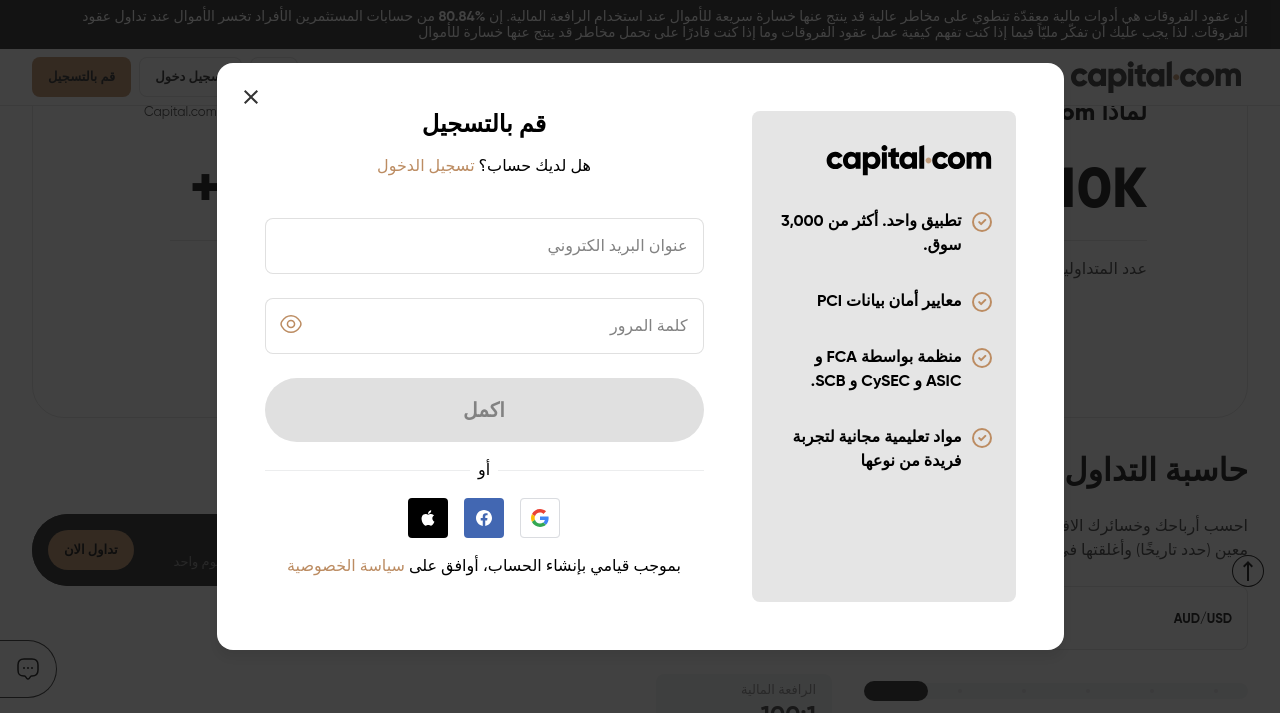 إن عقود الفروقات هي أدوات مالية معقدّة تنطوي على مخاطر عالية قد ينتج عنها خسارة سريعة للأموال عند استخدام الرافعة المالية. إن 80.84% من حسابات المستثمرين الأفراد تخسر الأموال عند تداول عقود
الفروقات. لذا يجب عليك أن تفكّر مليّاً فيما إذا كنت تفهم كيفية عمل عقود الفروقات وما إذا كنت قادرًا على تحمل مخاطر قد ينتج عنها خسارة للأموال
capital.com
دخول
قم بالتسجيل
لماذا
Capital.com
10K
+
حاسبة التداول
احسب أرباحك وخسائرك
معين (حدد تاريخًا) وأغلقتها
تداول الان
يوم واحد
AUD/USD
الرافعة المالية
100:1
capital.com
تطبيق واحد. أكثر من 3,000
سوق.
معايير أمان بيانات PCI
منظمة بواسطة FCA و
ASIC و CySEC و SCB.
مواد تعليمية مجانية لتجربة
فريدة من نوعها
قم بالتسجيل
هل لديك حساب؟ تسجيل الدخول
عنوان البريد الكتروني
كلمة المرور
اكمل
أو
بموجب قيامي بإنشاء الحساب، أوافق على سياسة الخصوصية